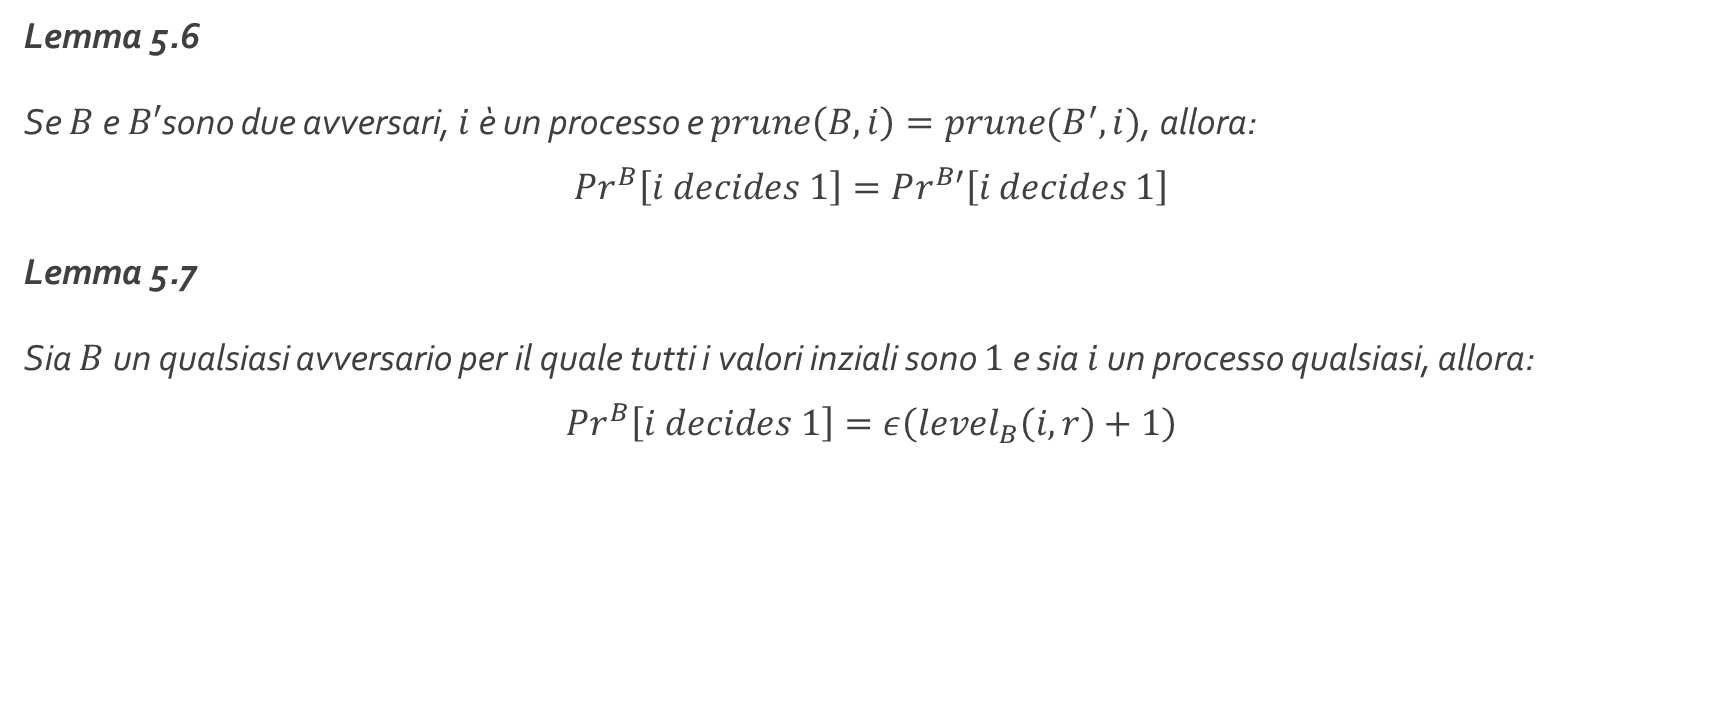 Lemma 5.6
Se B e B′sono due avversari, i è un processo e prune(B, i) = prune(B′, i), allora:
Pr^B[i decides 1] = Pr^B′[i decides 1]
Lemma 5.7
Sia B un qualsiasi avversario per il quale tutti i valori inziali sono 1 e sia i un processo qualsiasi, allora:
Pr^B[i decides 1] = ϵ(level_B(i, r) + 1)